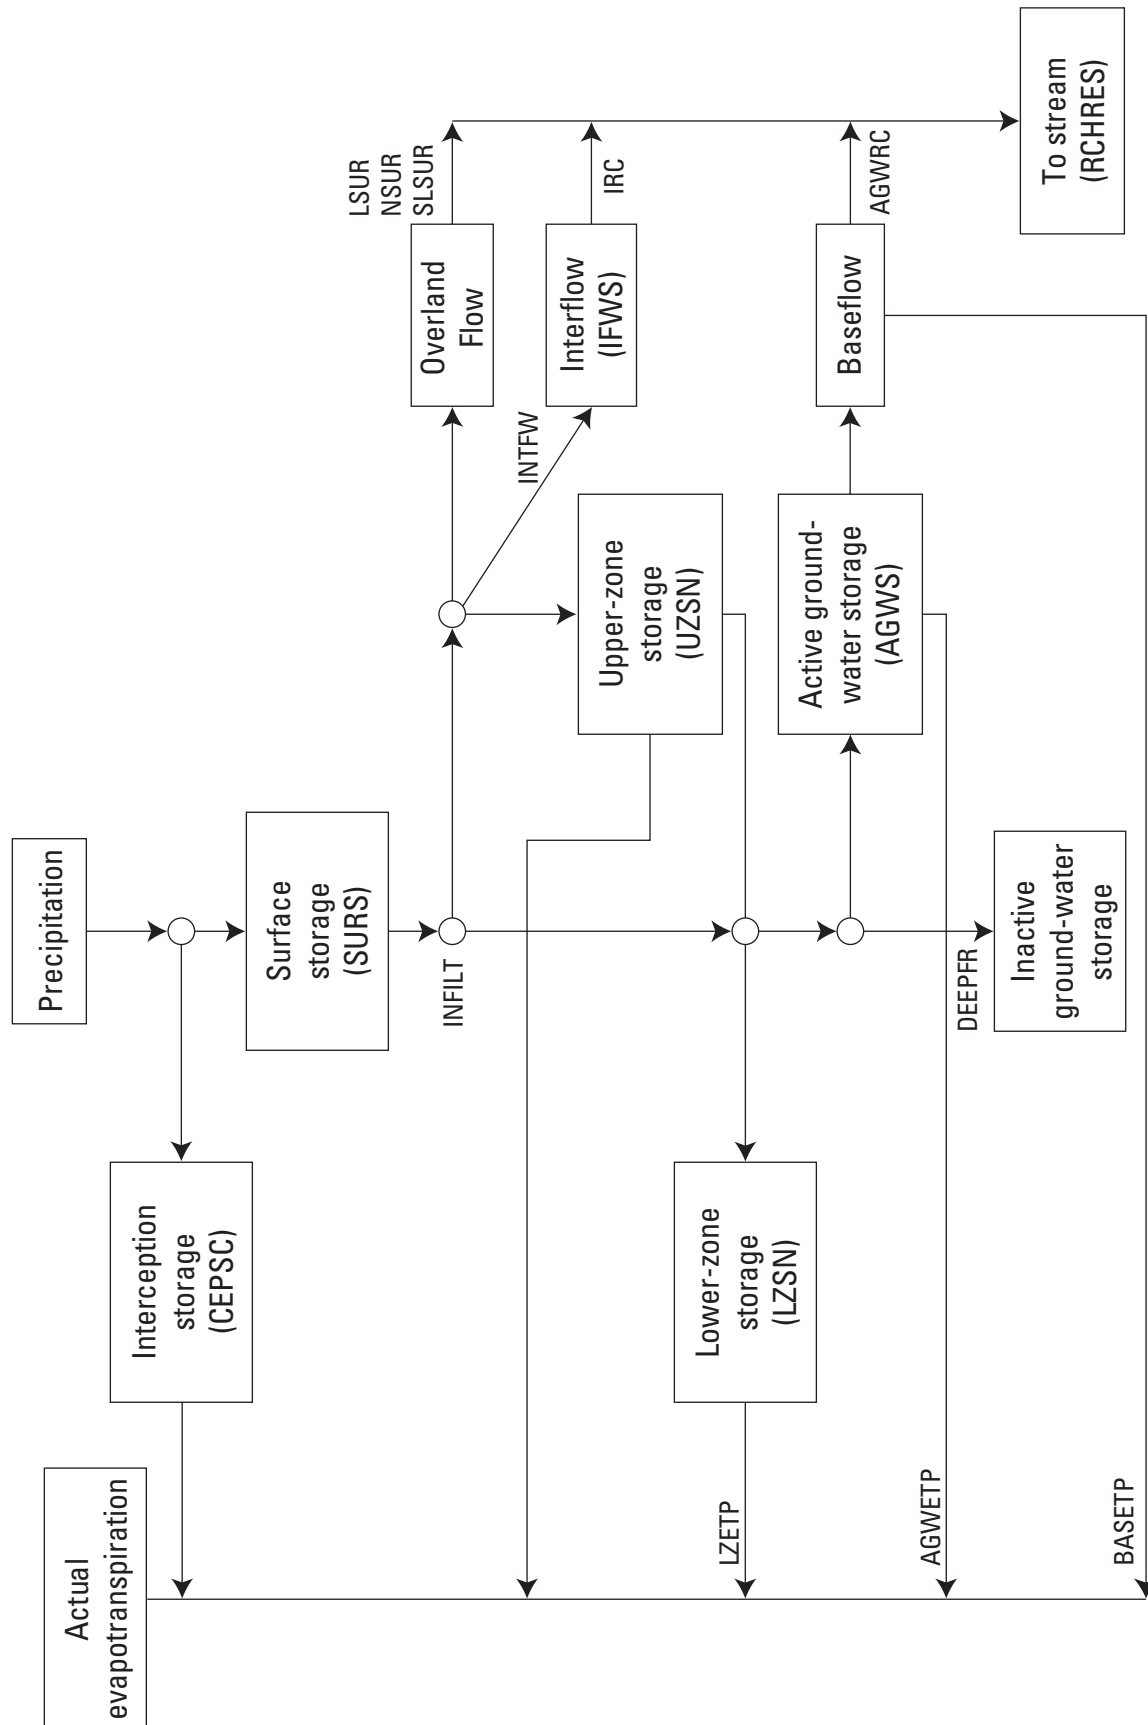 Actual
evapotranspiration
Precipitation
Interception
storage
(CEPSC)
Surface
storage
(SURS)
INFILT
LSUR
NSUR
SLSUR
Overland
Flow
INTFW
Interflow
(IFWS)
IRC
Upper-zone
storage
(UZSN)
Lower-zone
storage
(LZSN)
LZETP
Active ground-
water storage
(AGWS)
Baseflow
AGWRC
AGWETP
DEEPFR
Inactive
ground-water
storage
To stream
(RCHRES)
BASETP